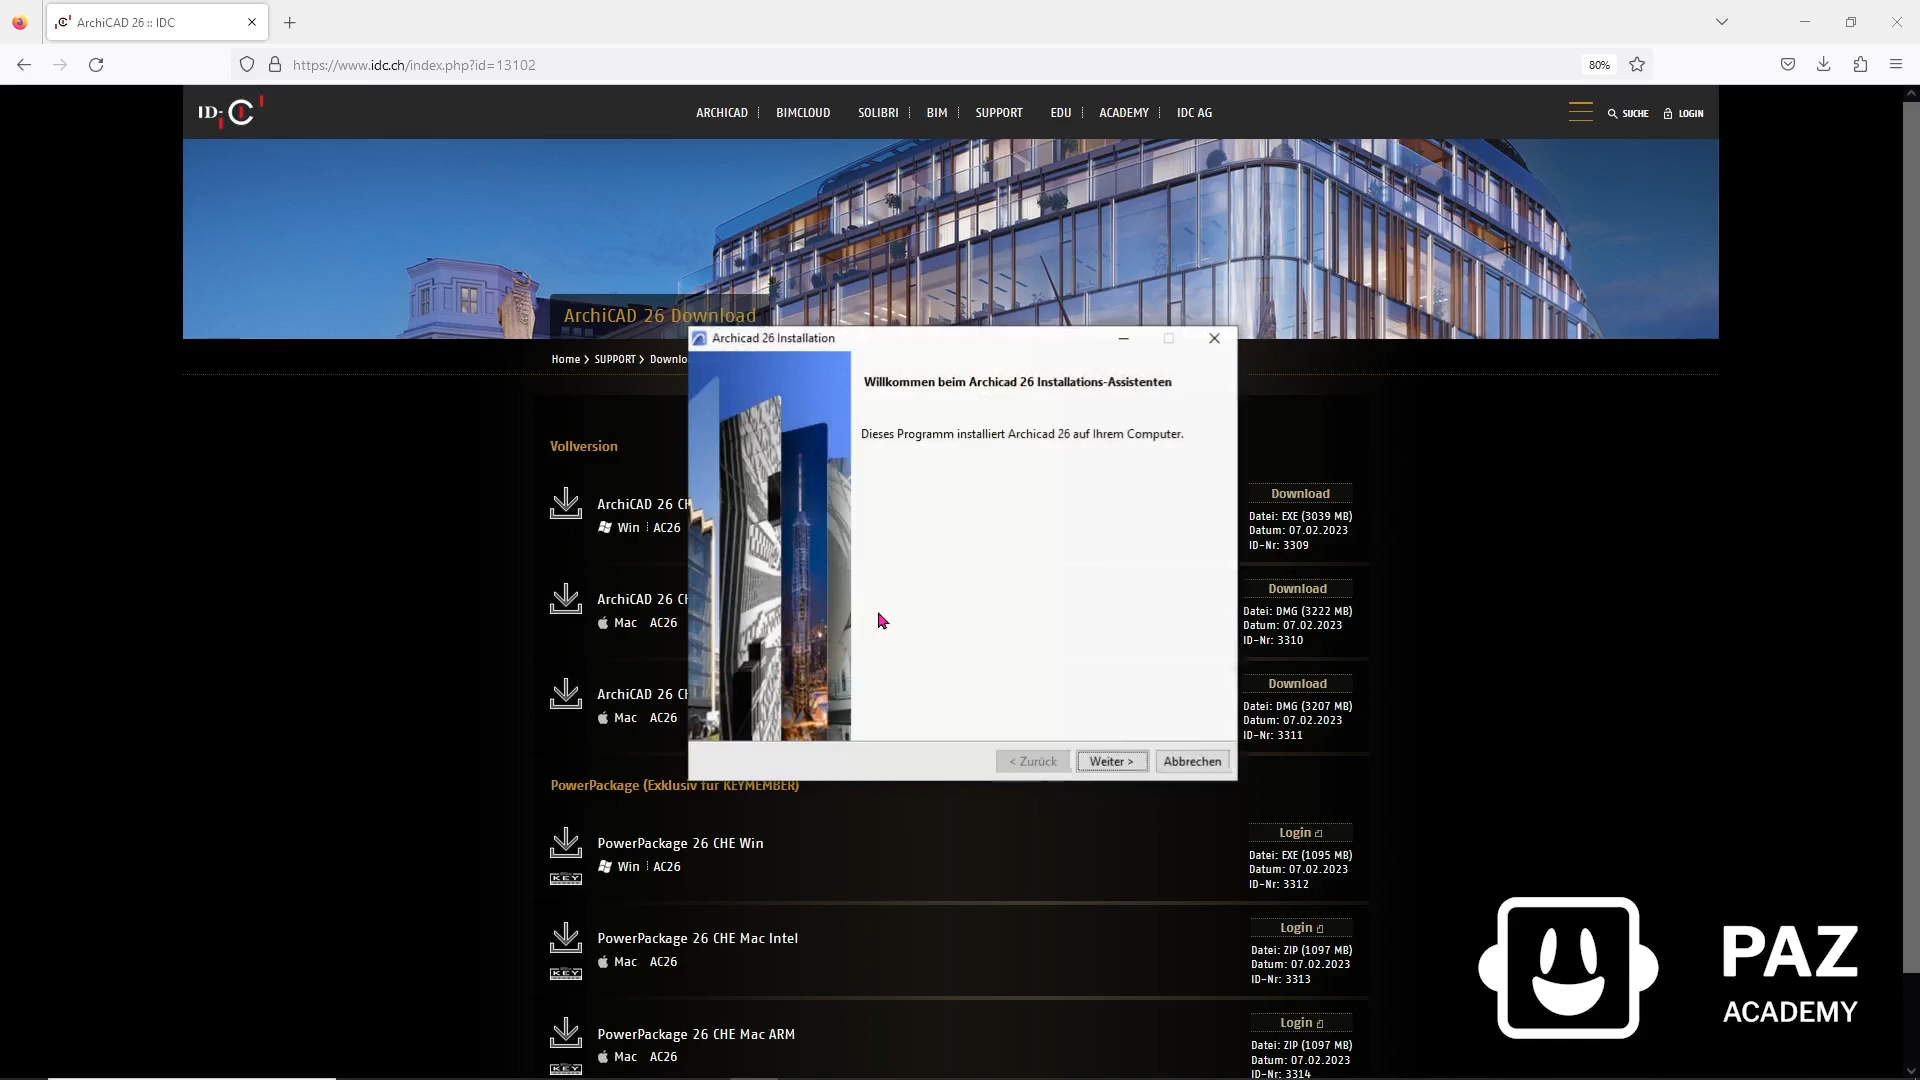 ArchiCAD 26 :: IDC
https://www.idc.ch/index.php?id=13102
80%
ID-C
ARCHICAD
BIMCLOUD
SOLIBRI
BIM
SUPPORT
EDU
ACADEMY
IDC AG
SUCHE
LOGIN
ArchiCAD 26 Download
Home > SUPPORT > Downlo
Archicad 26 Installation
Willkommen beim Archicad 26 Installations-Assistenten
Dieses Programm installiert Archicad 26 auf Ihrem Computer.
< Zurück
Weiter >
Abbrechen
Vollversion
ArchiCAD 26 CH
Win AC26
Download
Datei: EXE (3039 MB)
Datum: 07.02.2023
ID-Nr: 3309
ArchiCAD 26 CH
Mac AC26
Download
Datei: DMG (3222 MB)
Datum: 07.02.2023
ID-Nr: 3310
ArchiCAD 26 CH
Mac AC26
Download
Datei: DMG (3207 MB)
Datum: 07.02.2023
ID-Nr: 3311
PowerPackage (Exklusiv für KEYMEMBER)
PowerPackage 26 CHE Win
Win AC26
KEY
Login
Datei: EXE (1095 MB)
Datum: 07.02.2023
ID-Nr: 3312
PowerPackage 26 CHE Mac Intel
Mac AC26
KEY
Login
Datei: ZIP (1097 MB)
Datum: 07.02.2023
ID-Nr: 3313
PowerPackage 26 CHE Mac ARM
Mac AC26
KEY
Login
Datei: ZIP (1097 MB)
Datum: 07.02.2023
ID-Nr: 3314
PAZ
ACADEMY